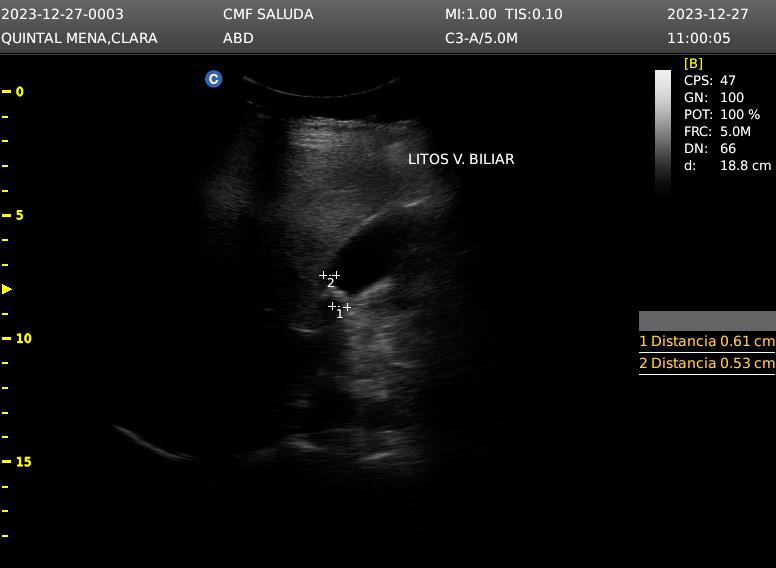 2023-12-27-0003 CMF SALUDA MI:1.00 TIS:0.10 2023-12-27
QUINTAL MENA,CLARA ABD C3-A/5.0M 11:00:05
[B]
CPS: 47
GN: 100
POT: 100 %
FRC: 5.0M
DN: 66
d: 18.8 cm
C
0
LITOS V. BILIAR
5
2
1
10
1 Distancia 0.61 cm
2 Distancia 0.53 cm
15